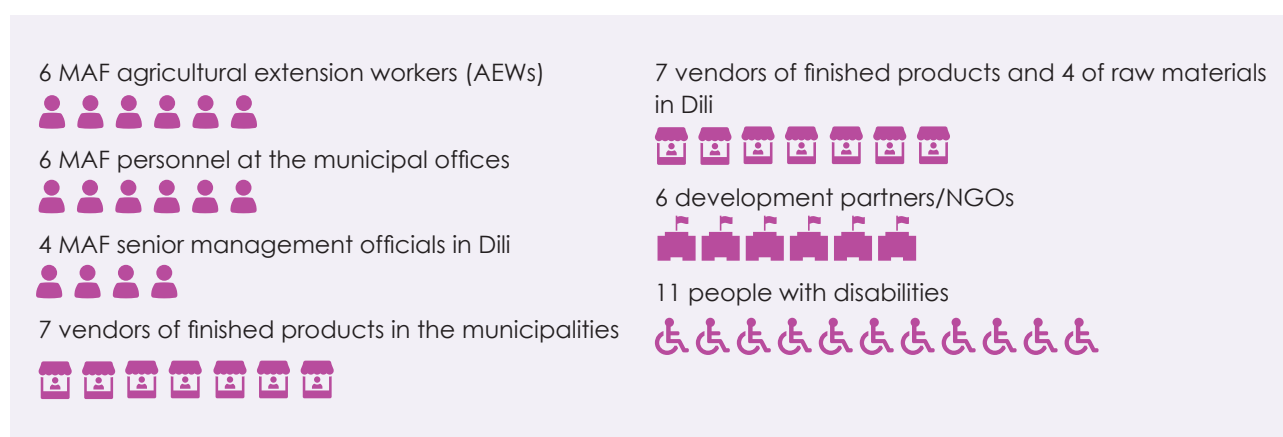 6 MAF agricultural extension workers (AEWs)
6 MAF personnel at the municipal offices
4 MAF senior management officials in Dili
7 vendors of finished products in the municipalities
7 vendors of finished products and 4 of raw materials
in Dili
6 development partners/NGOs
11 people with disabilities